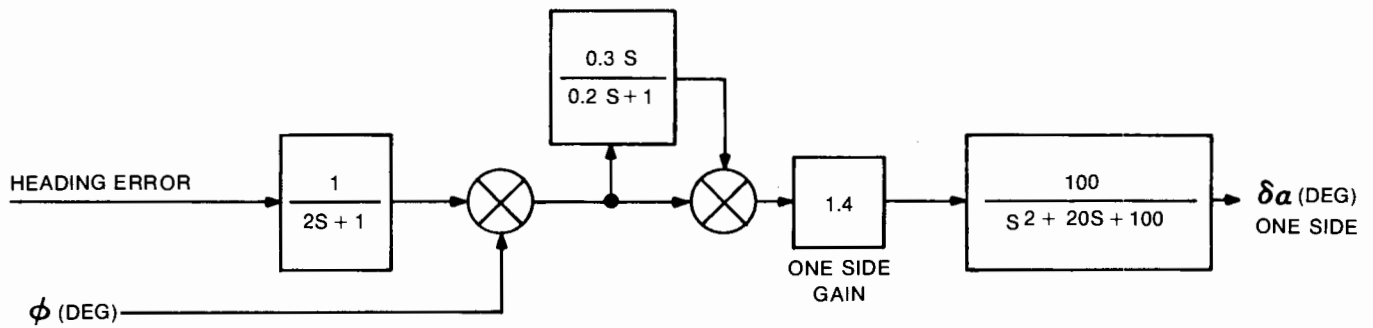 0.3 S
0.2 S + 1
HEADING ERROR
1
2S + 1
1.4
100
S2 + 20S + 100
δa (DEG)
ONE SIDE
ONE SIDE
GAIN
ϕ (DEG)